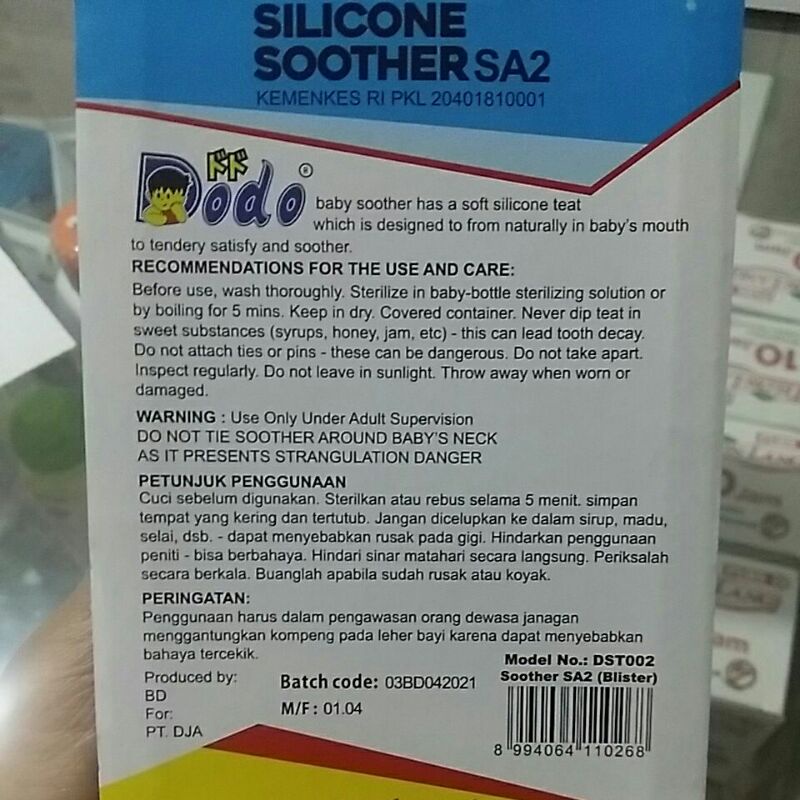 SILICONE
SOOTHER SA2
KEMENKES RI PKL 20401810001
ドド
Dodo ®
baby soother has a soft silicone teat
which is designed to from naturally in baby's mouth
to tendery satisfy and soother.
RECOMMENDATIONS FOR THE USE AND CARE:
Before use, wash thoroughly. Sterilize in baby-bottle sterilizing solution or
by boiling for 5 mins. Keep in dry. Covered container. Never dip teat in
sweet substances (syrups, honey, jam, etc) - this can lead tooth decay.
Do not attach ties or pins - these can be dangerous. Do not take apart.
Inspect regularly. Do not leave in sunlight. Throw away when worn or
damaged.
WARNING : Use Only Under Adult Supervision
DO NOT TIE SOOTHER AROUND BABY'S NECK
AS IT PRESENTS STRANGULATION DANGER
PETUNJUK PENGGUNAAN
Cuci sebelum digunakan. Sterilkan atau rebus selama 5 menit. simpan
tempat yang kering dan tertutub. Jangan dicelupkan ke dalam sirup, madu,
selai, dsb. - dapat menyebabkan rusak pada gigi. Hindarkan penggunaan
peniti - bisa berbahaya. Hindari sinar matahari secara langsung. Periksalah
secara berkala. Buanglah apabila sudah rusak atau koyak.
PERINGATAN:
Penggunaan harus dalam pengawasan orang dewasa janagan
menggantungkan kompeng pada leher bayi karena dapat menyebabkan
bahaya tercekik.
Produced by:
BD
For:
PT. DJA
Batch code: 03BD042021
M/F: 01.04
Model No.: DST002
Soother SA2 (Blister)
8 994064 110268
10